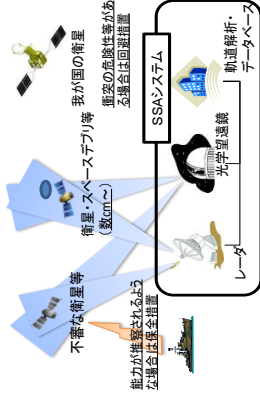 我が国の衛星
衝突の危険性等があ
る場合は回避措置
衛星・スペースデブリ等
(数cm~)
不審な衛星等
能力が推察されるよう
な場合は保全措置
SSAシステム
軌道解析・デー
タベース
光学望遠鏡
レーダ